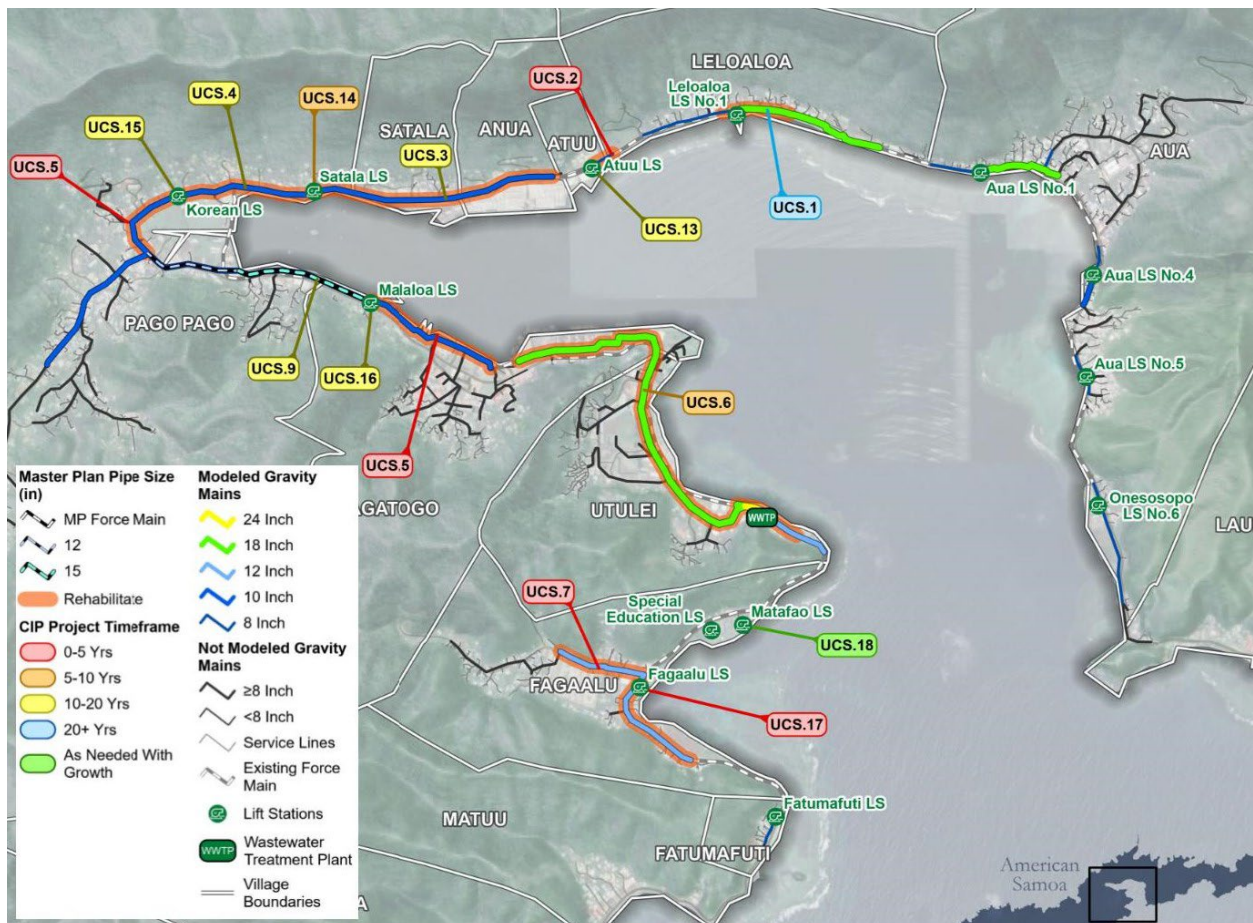 LELOALOA
Leloaloa
LS No.1
UCS.2
UCS.4
UCS.14
SATALA
ANUA
ATUU
UCS.15
UCS.3
Satala LS
Atuu LS
AUA
Aua LS No.1
UCS.5
Korean LS
UCS.13
UCS.1
Malaloa LS
Aua LS No.4
PAGO PAGO
UCS.9
UCS.16
Aua LS No.5
UCS.6
UCS.5
AGATOGO
UTULEI
WWTP
Onesosopo
LS No.6
LAU
UCS.7
Special
Education LS
Matafao LS
UCS.18
FAGAALU
Fagaalu LS
UCS.17
MATUU
Fatumafuti LS
FATUMAFUTI
A
American
Samoa
Master Plan Pipe Size
(in)
MP Force Main
12
15
Rehabilitate
CIP Project Timeframe
0-5 Yrs
5-10 Yrs
10-20 Yrs
20+ Yrs
As Needed With
Growth
Modeled Gravity
Mains
24 Inch
18 Inch
12 Inch
10 Inch
8 Inch
Not Modeled Gravity
Mains
≥8 Inch
<8 Inch
Service Lines
Existing Force
Main
Lift Stations
WWTP
Wastewater
Treatment Plant
Village
Boundaries